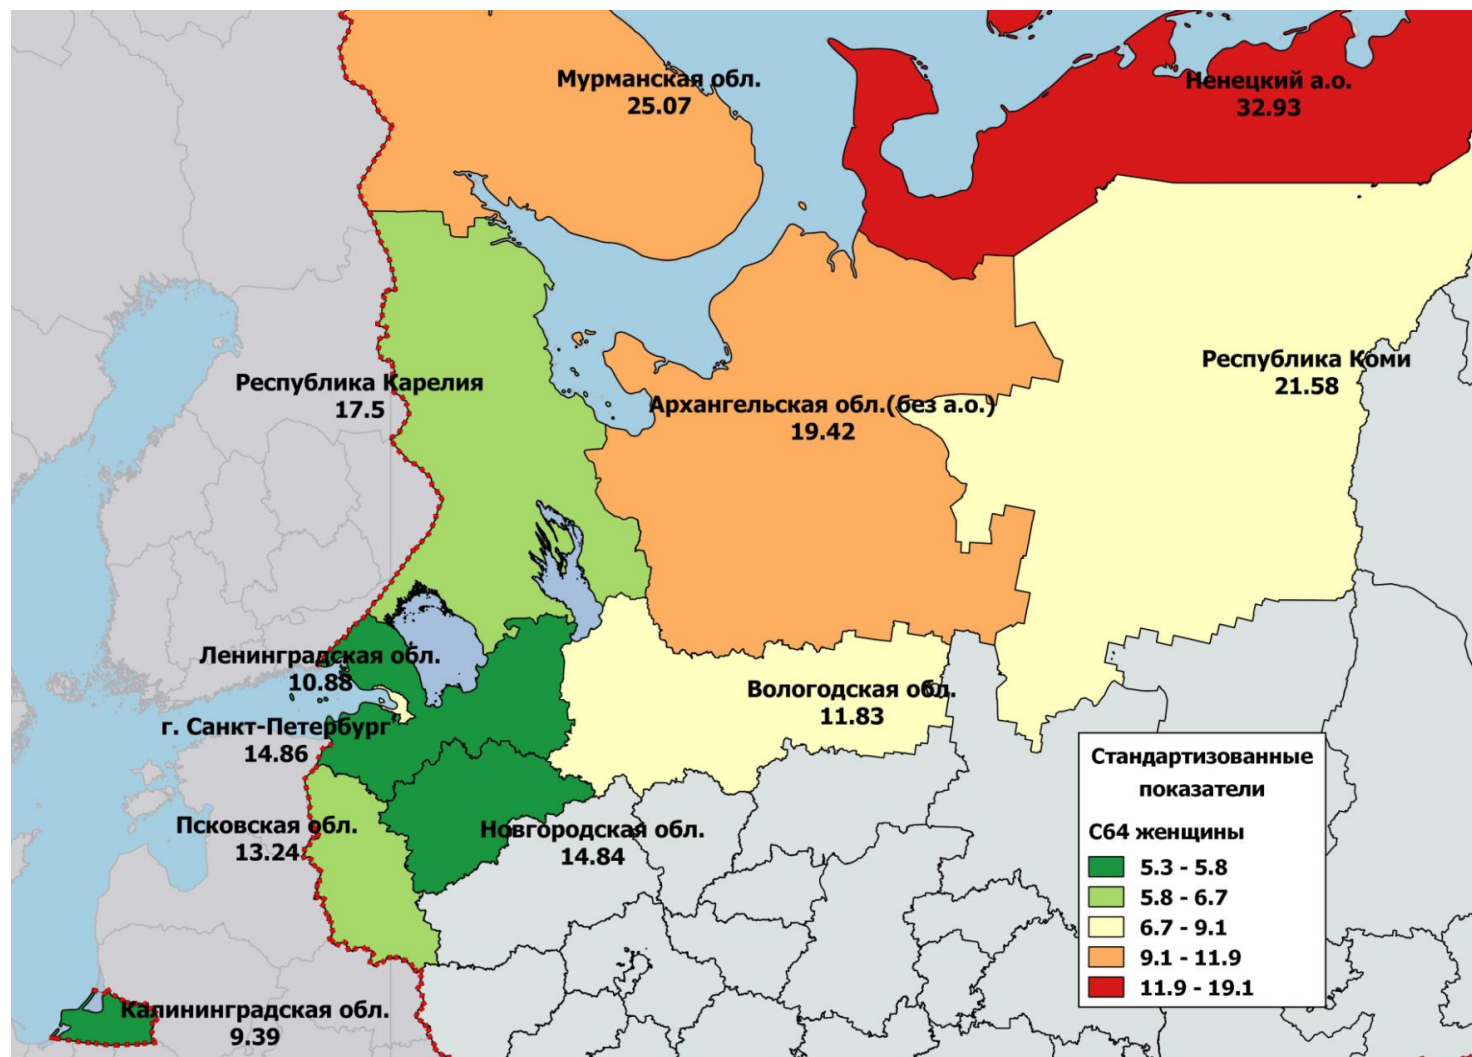 Мурманская обл.
25.07
Ненецкий а.о.
32.93
Республика Карелия
17.5
Архангельская обл.(без а.о.)
19.42
Республика Коми
21.58
Ленинградская обл.
10.88
г. Санкт-Петербург
14.86
Вологодская обл.
11.83
Псковская обл.
13.24
Новгородская обл.
14.84
Калининградская обл.
9.39
Стандартизованные
показатели
С64 женщины
5.3 - 5.8
5.8 - 6.7
6.7 - 9.1
9.1 - 11.9
11.9 - 19.1